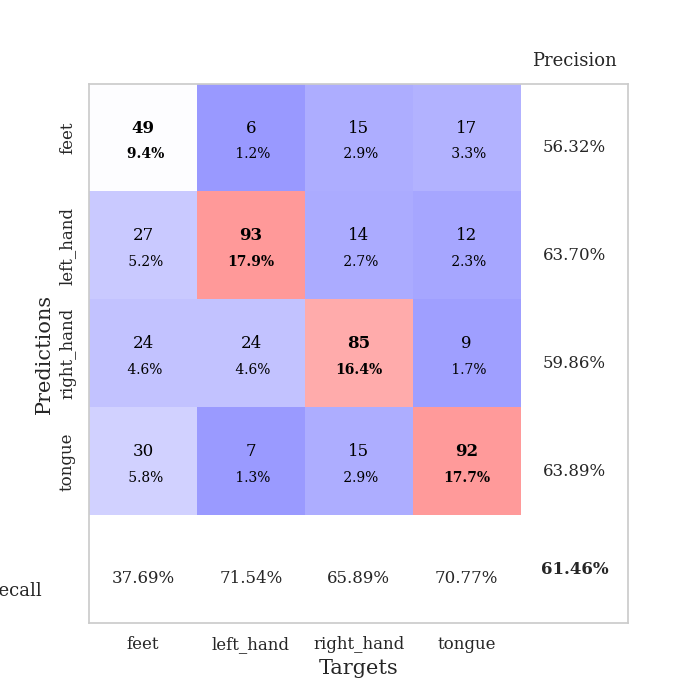 Precision
feet 49 6 15 17 56.32%
9.4% 1.2% 2.9% 3.3%
left_hand 27 93 14 12 63.70%
5.2% 17.9% 2.7% 2.3%
Predictions
right_hand 24 24 85 9 59.86%
4.6% 4.6% 16.4% 1.7%
tongue 30 7 15 92 63.89%
5.8% 1.3% 2.9% 17.7%
ecall 37.69% 71.54% 65.89% 70.77% 61.46%
feet left_hand right_hand tongue
Targets